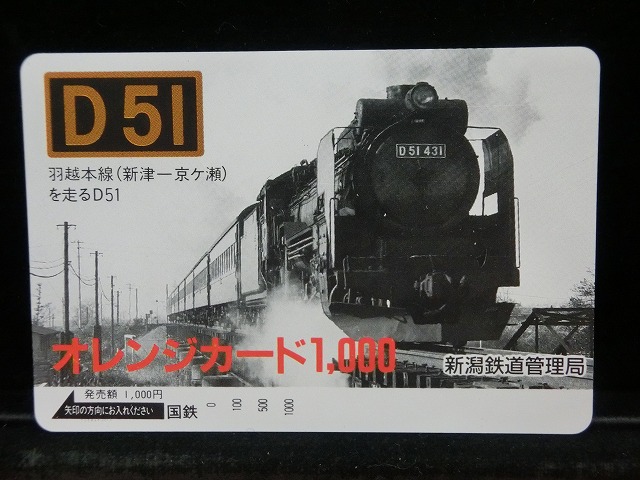 D51
羽越本線(新津ー京ケ瀬)
を走るD51
D51 431
オレンジカード1,000
新潟鉄道管理局
発売額 1,000円
矢印の方向にお入れください 国鉄 0 100 500 1000